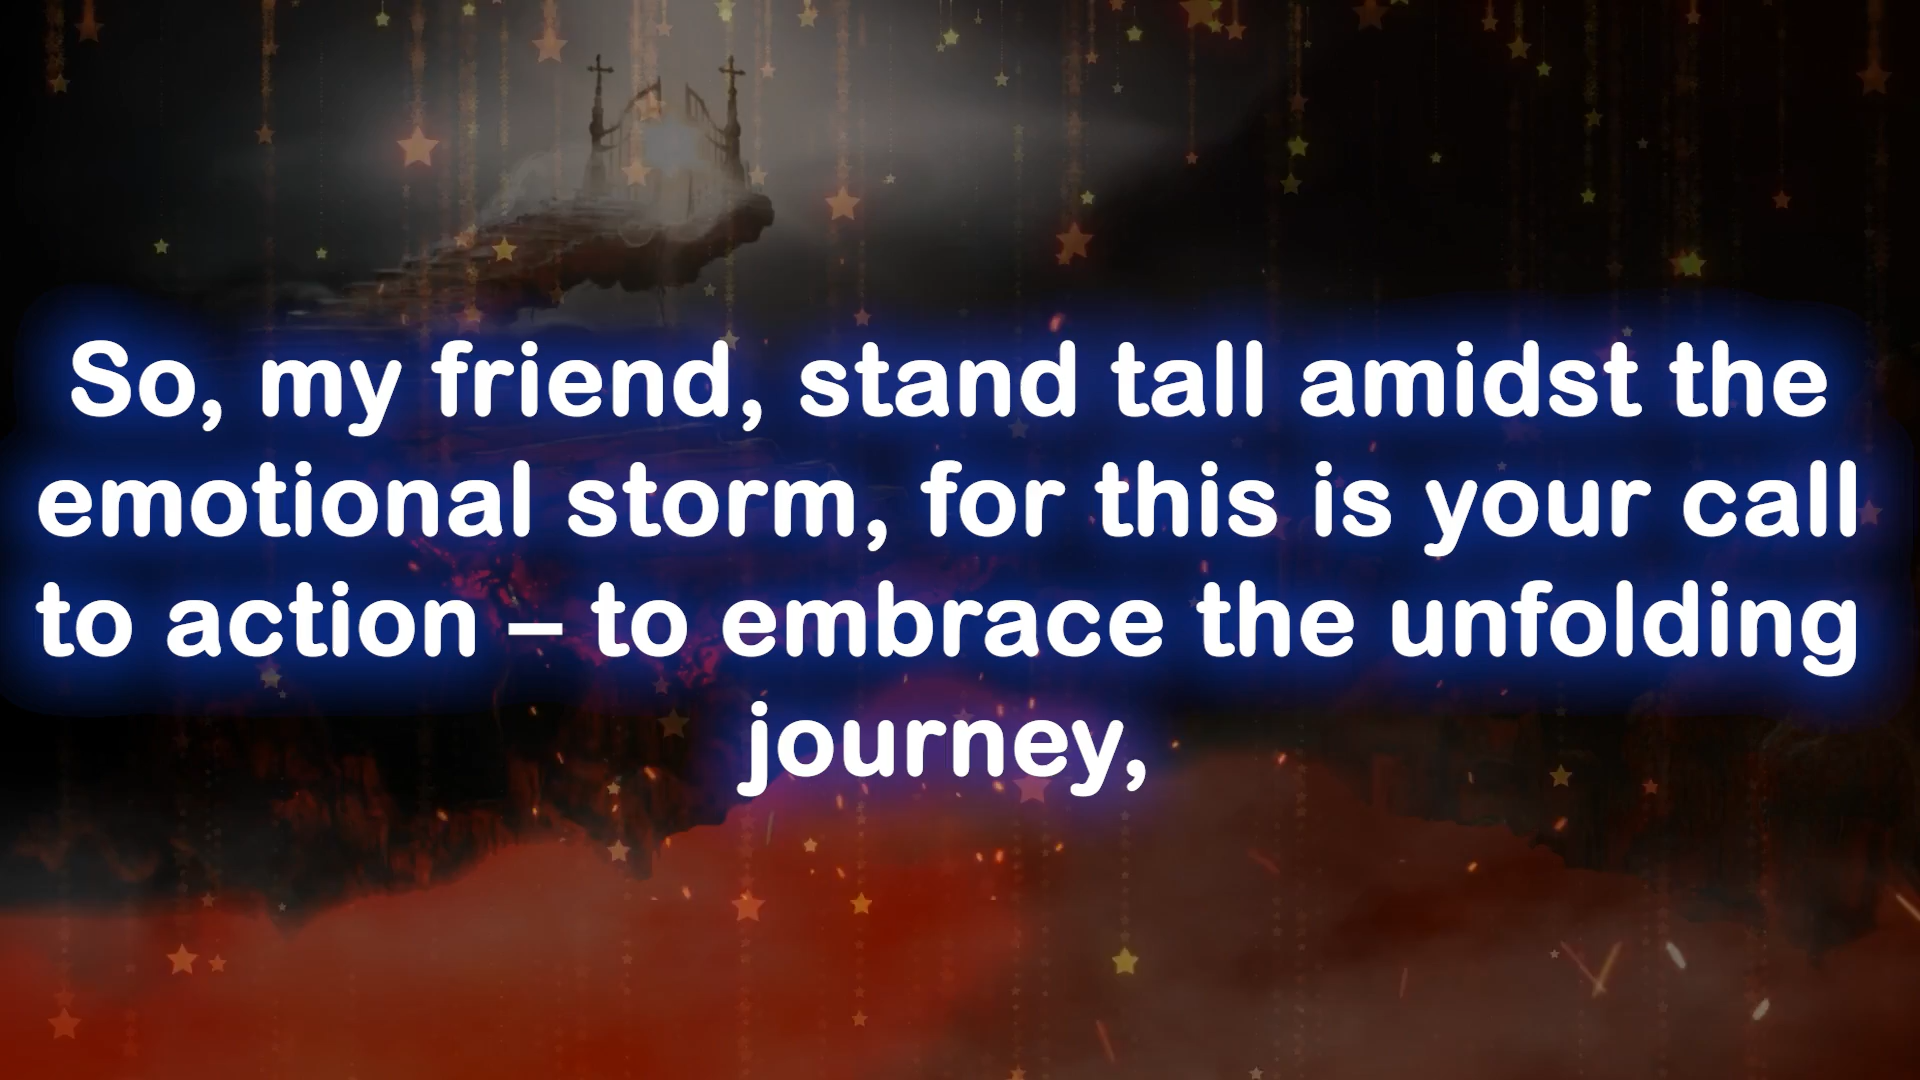 So, my friend, stand tall amidst the
emotional storm, for this is your call
to action – to embrace the unfolding
journey,